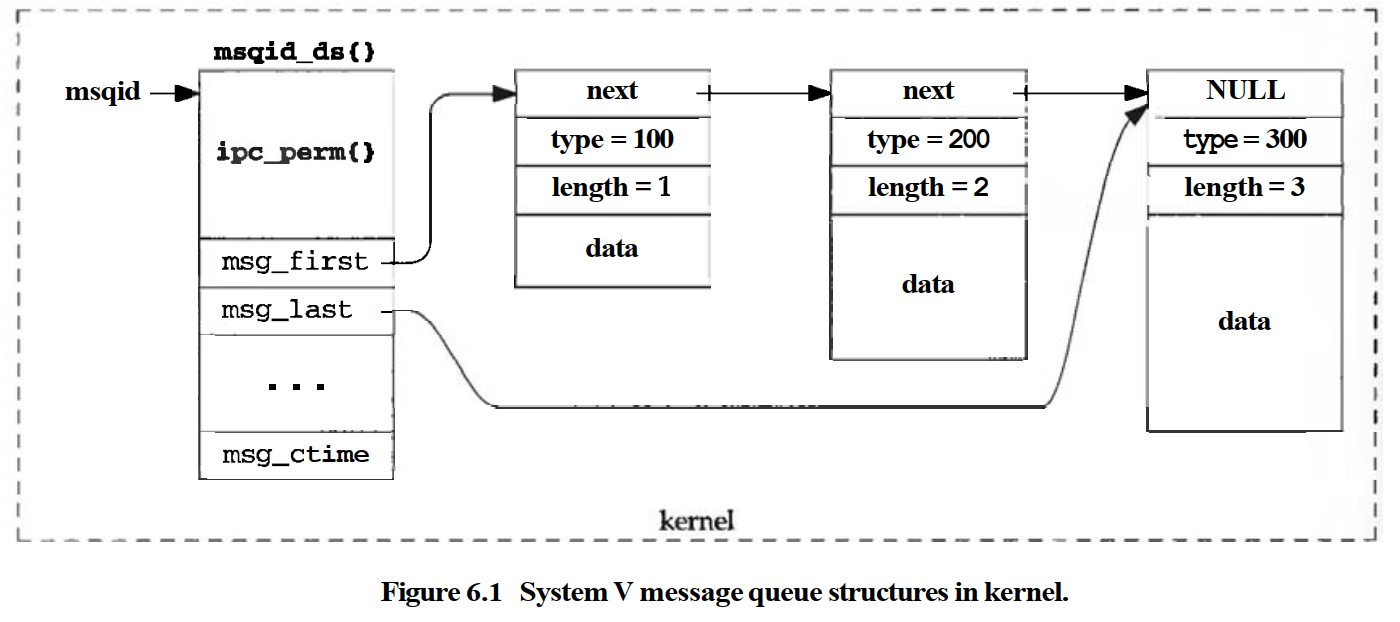 msqid_ds{}
msqid
ipc_perm{}
msg_first
msg_last
...
msg_ctime
next
type = 100
length = 1
data
next
type = 200
length = 2
data
NULL
type = 300
length = 3
data
kernel
Figure 6.1 System V message queue structures in kernel.